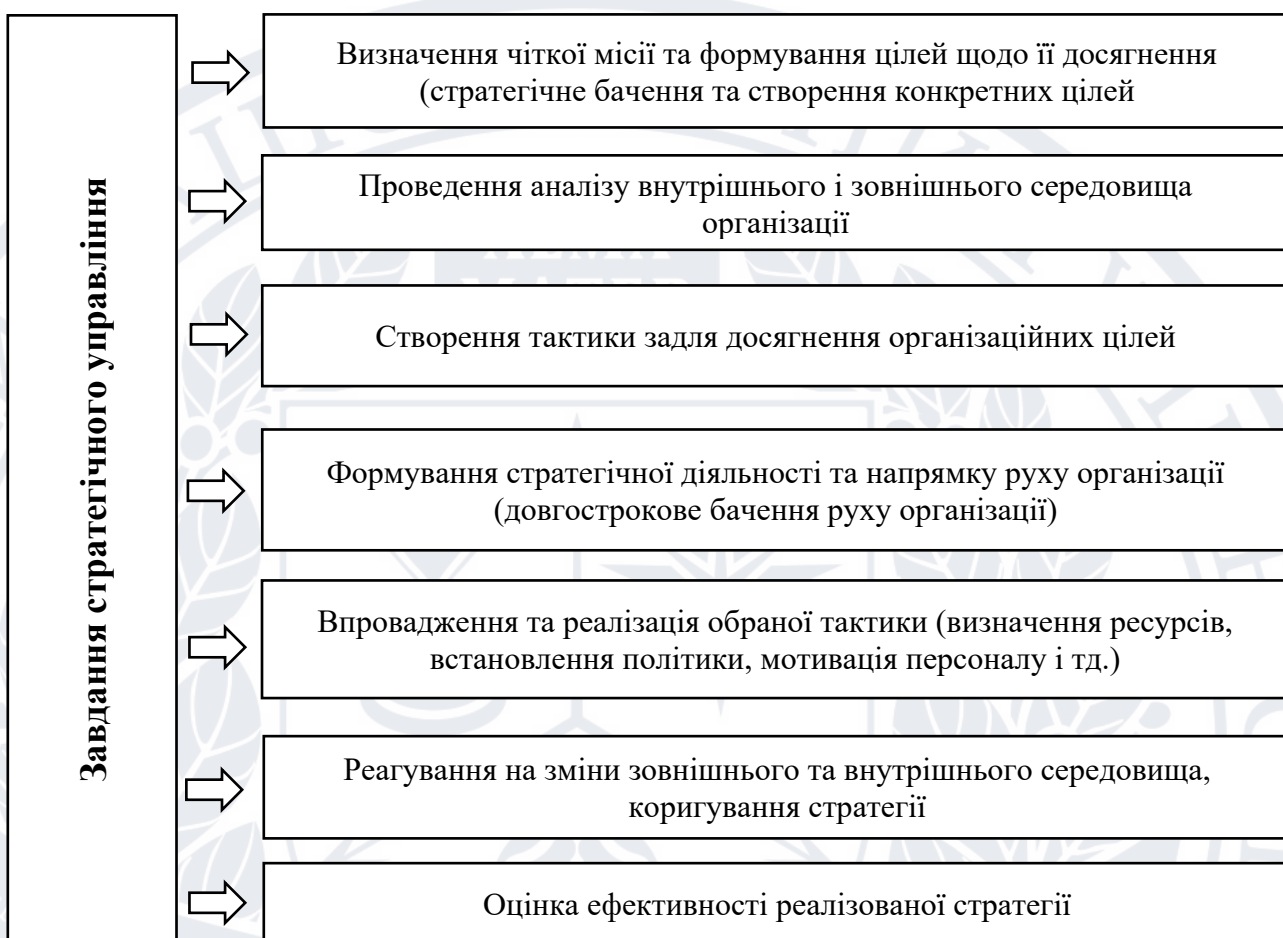 Завдання стратегічного управління
Визначення чіткої місії та формування цілей щодо її досягнення
(стратегічне бачення та створення конкретних цілей
Проведення аналізу внутрішнього і зовнішнього середовища
організації
Створення тактики задля досягнення організаційних цілей
Формування стратегічної діяльності та напрямку руху організації
(довгострокове бачення руху організації)
Впровадження та реалізація обраної тактики (визначення ресурсів,
встановлення політики, мотивація персоналу і тд.)
Реагування на зміни зовнішнього та внутрішнього середовища,
коригування стратегії
Оцінка ефективності реалізованої стратегії